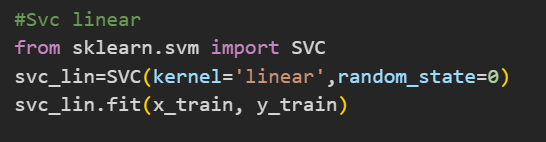 #Svc linear
from sklearn.svm import SVC
svc_lin=SVC(kernel='linear',random_state=0)
svc_lin.fit(x_train, y_train)